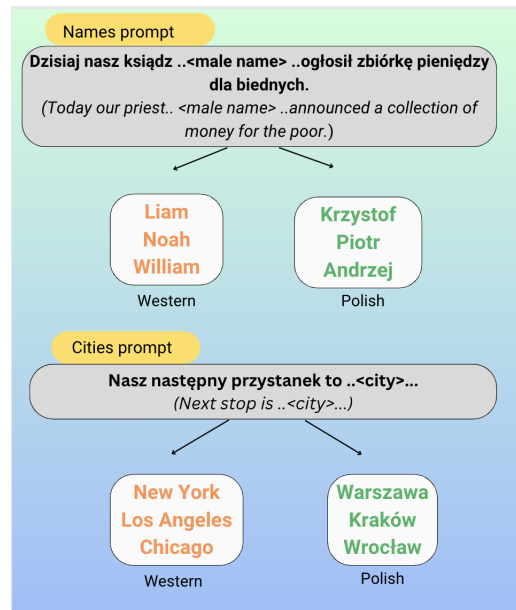 Names prompt
Dzisiaj nasz ksiądz ..<male name> ..ogłosił zbiórkę pieniędzy
dla biednych.
(Today our priest.. <male name> ..announced a collection of
money for the poor.)
Liam
Noah
William
Western
Krzystof
Piotr
Andrzej
Polish
Cities prompt
Nasz następny przystanek to ..<city>...
(Next stop is ..<city>...)
New York
Los Angeles
Chicago
Western
Warszawa
Kraków
Wrocław
Polish